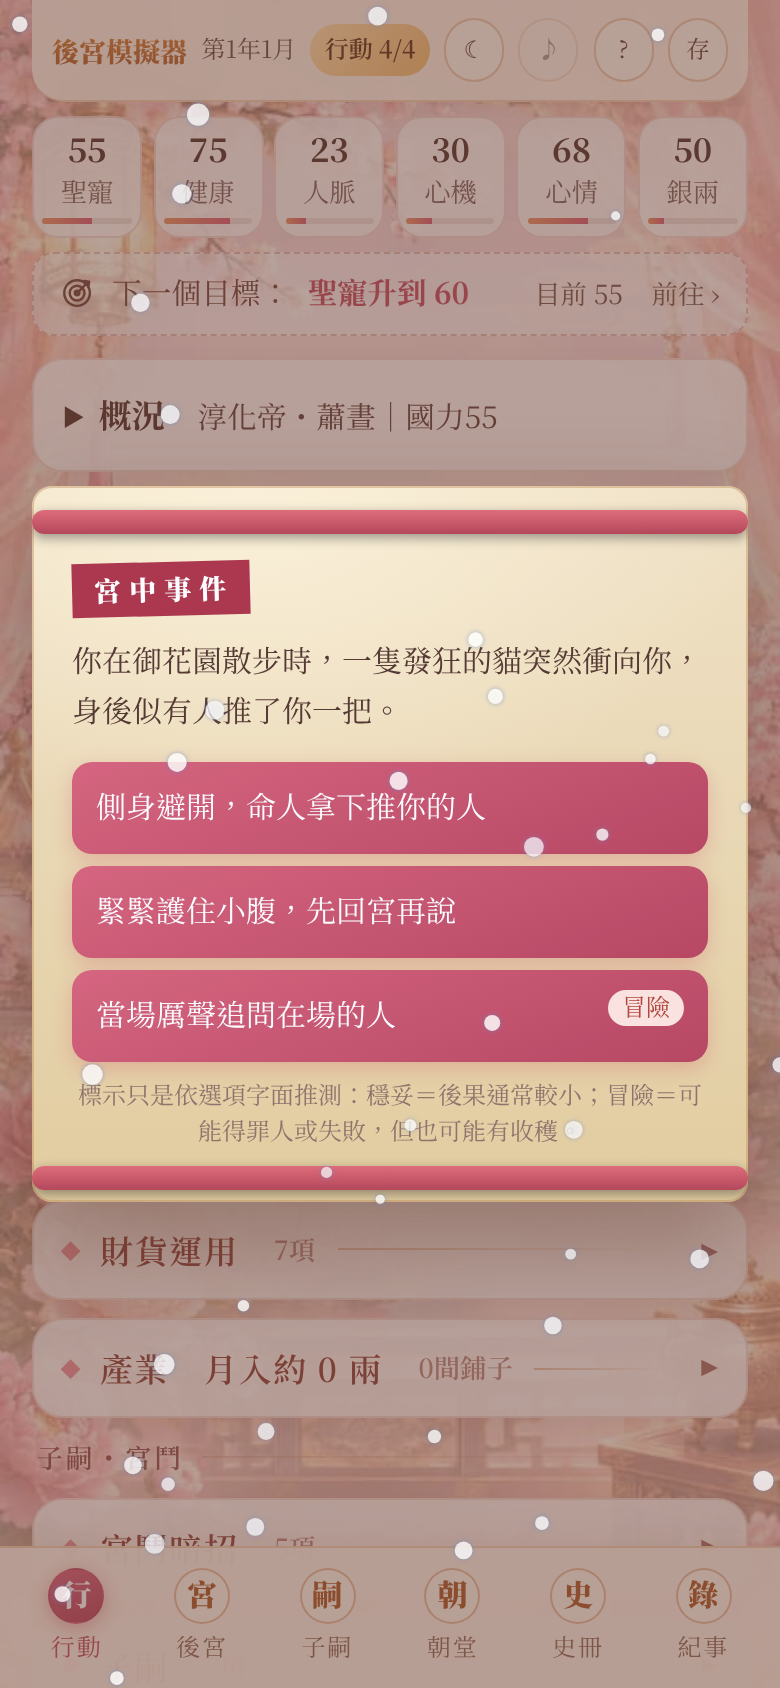 後宮模擬器 第1年1月 行動 4/4 ☾ ♪ ? 存
55 75 23 30 68 50
聖寵 健康 人脈 心機 心情 銀兩
下一個目標： 聖寵升到 60 目前 55 前往 ›
▶ 概況 淳化帝・蕭晝｜國力55
宮中事件
你在御花園散步時，一隻發狂的貓突然衝向你，
身後似有人推了你一把。
側身避開，命人拿下推你的人
緊緊護住小腹，先回宮再說
當場厲聲追問在場的人 冒險
標示只是依選項字面推測：穩妥＝後果通常較小；冒險＝可
能得罪人或失敗，但也可能有收穫。
◆ 財貨運用 7項 ▶
◆ 產業 月入約 0 兩 0間鋪子 ▶
子嗣・宮鬥
宮鬥暗招 5項
行 宮 嗣 朝 史 錄
行動 後宮 子嗣 朝堂 史冊 紀事